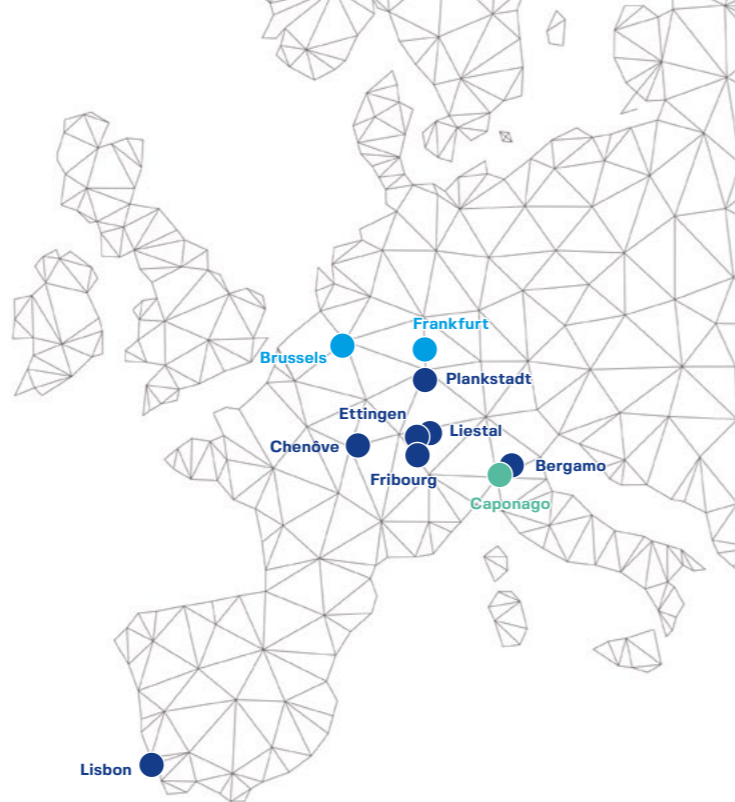 Frankfurt
Brussels
Plankstadt
Ettingen
Liestal
Chenôve
Bergamo
Fribourg
Caponago
Lisbon